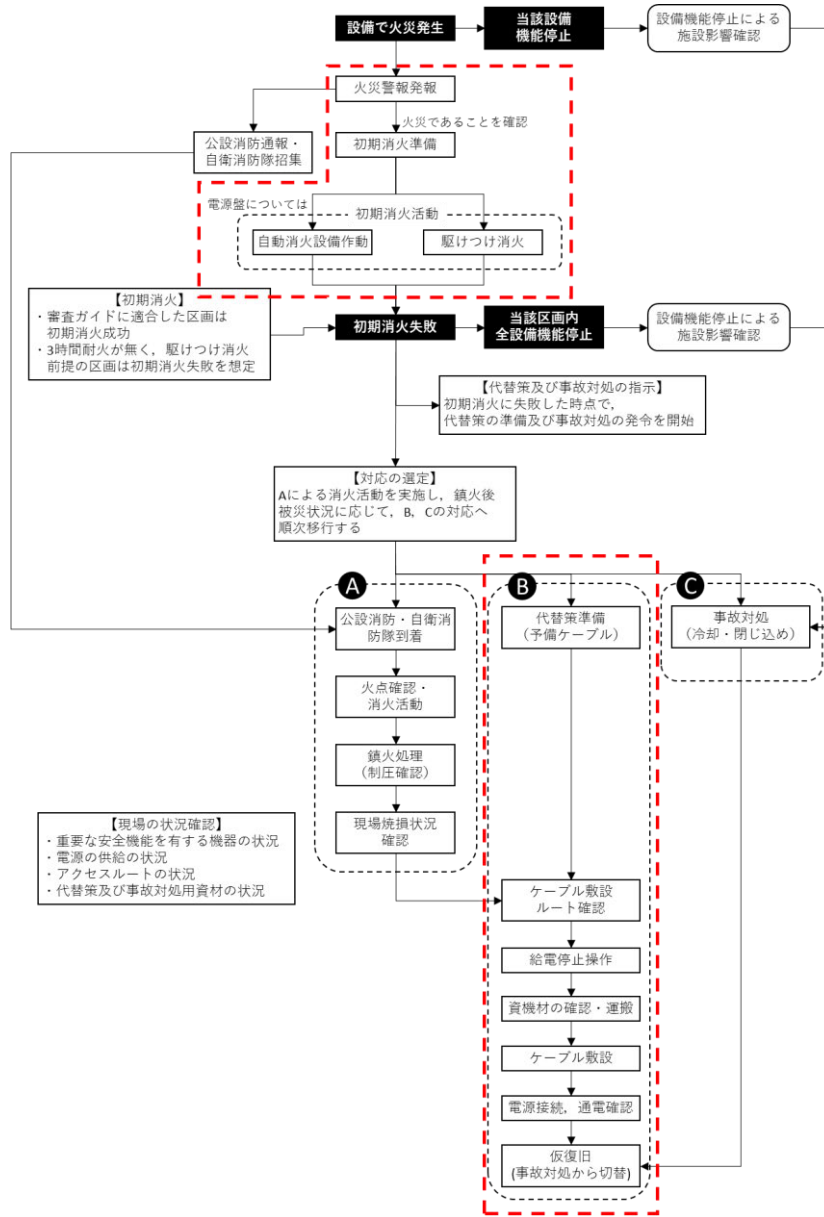 設備で火災発生
当該設備
機能停止
設備機能停止による
施設影響確認
火災警報発報
火災であることを確認
公設消防通報・
自衛消防隊招集
初期消火準備
電源盤については
初期消火活動
自動消火設備作動
駆けつけ消火
【初期消火】
・審査ガイドに適合した区画は
初期消火成功
・3時間耐火が無く，駆けつけ消火
前提の区画は初期消火失敗を想定
初期消火失敗
当該区画内
全設備機能停止
設備機能停止による
施設影響確認
【代替策及び事故対処の指示】
初期消火に失敗した時点で，
代替策の準備及び事故対処の発令を開始
【対応の選定】
Aによる消火活動を実施し，鎮火後
被災状況に応じて，B，Cの対応へ
順次移行する
A
公設消防・自衛消
防隊到着
火点確認・
消火活動
鎮火処理
（制圧確認）
現場焼損状況
確認
【現場の状況確認】
・重要な安全機能を有する機器の状況
・電源の供給の状況
・アクセスルートの状況
・代替策及び事故対処用資材の状況
B
代替策準備
（予備ケーブル）
ケーブル敷設
ルート確認
給電停止操作
資機材の確認・運搬
ケーブル敷設
電源接続，通電確認
仮復旧
(事故対処から切替)
C
事故対処
（冷却・閉じ込め）